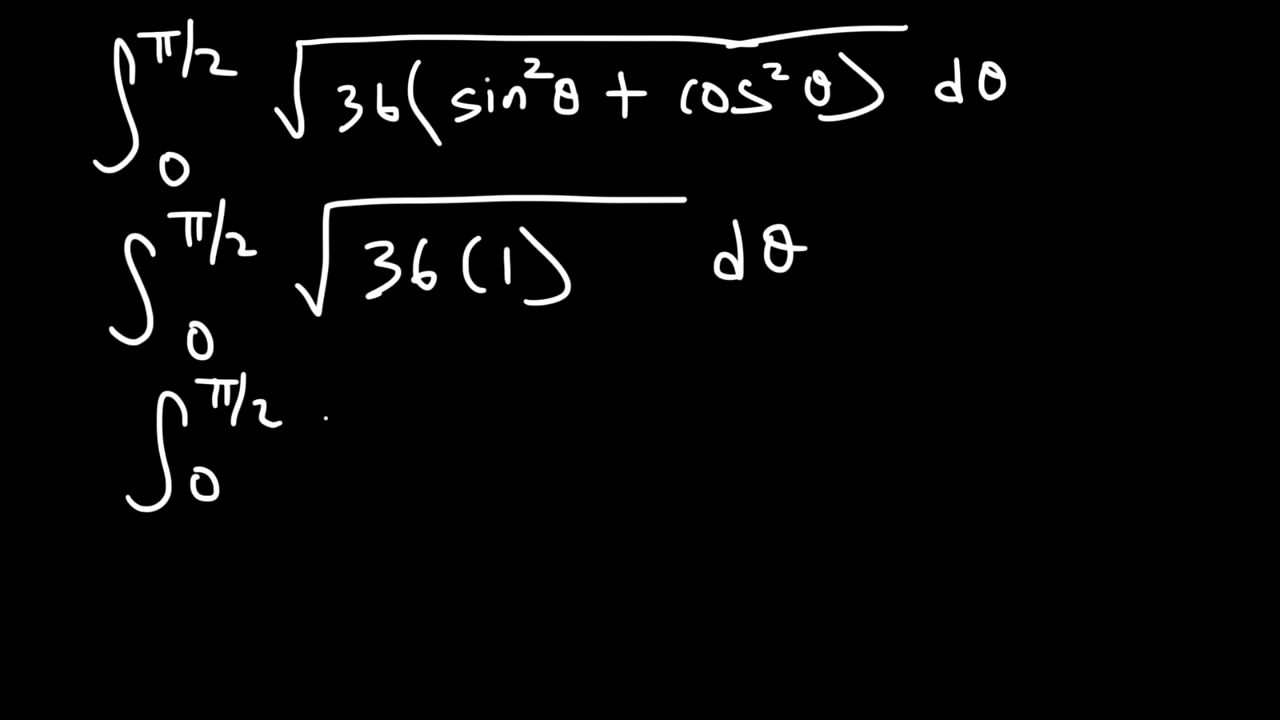 ∫₀^π/2 √36(sin²θ + cos²θ) dθ
∫₀^π/2 √36(1) dθ
∫₀^π/2